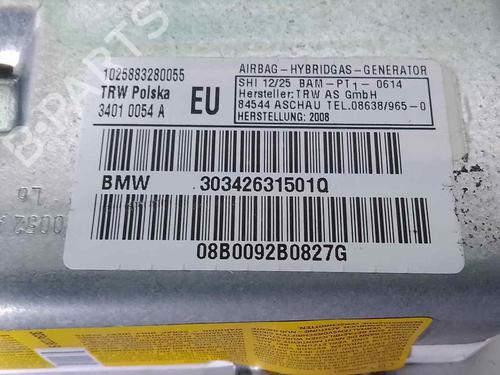 1025883280055
TRW Polska
3401 0054 A
EU
AIRBAG-HYBRIDGAS-GENERATOR
SHI 12/25 BAM-PT1-0614
Hersteller:TRW AS GmbH
84544 ASCHAU TEL.08638/965-0
HERSTELLUNG: 2008
BMW 30342631501Q
08B0092B0827G
B-PARTS